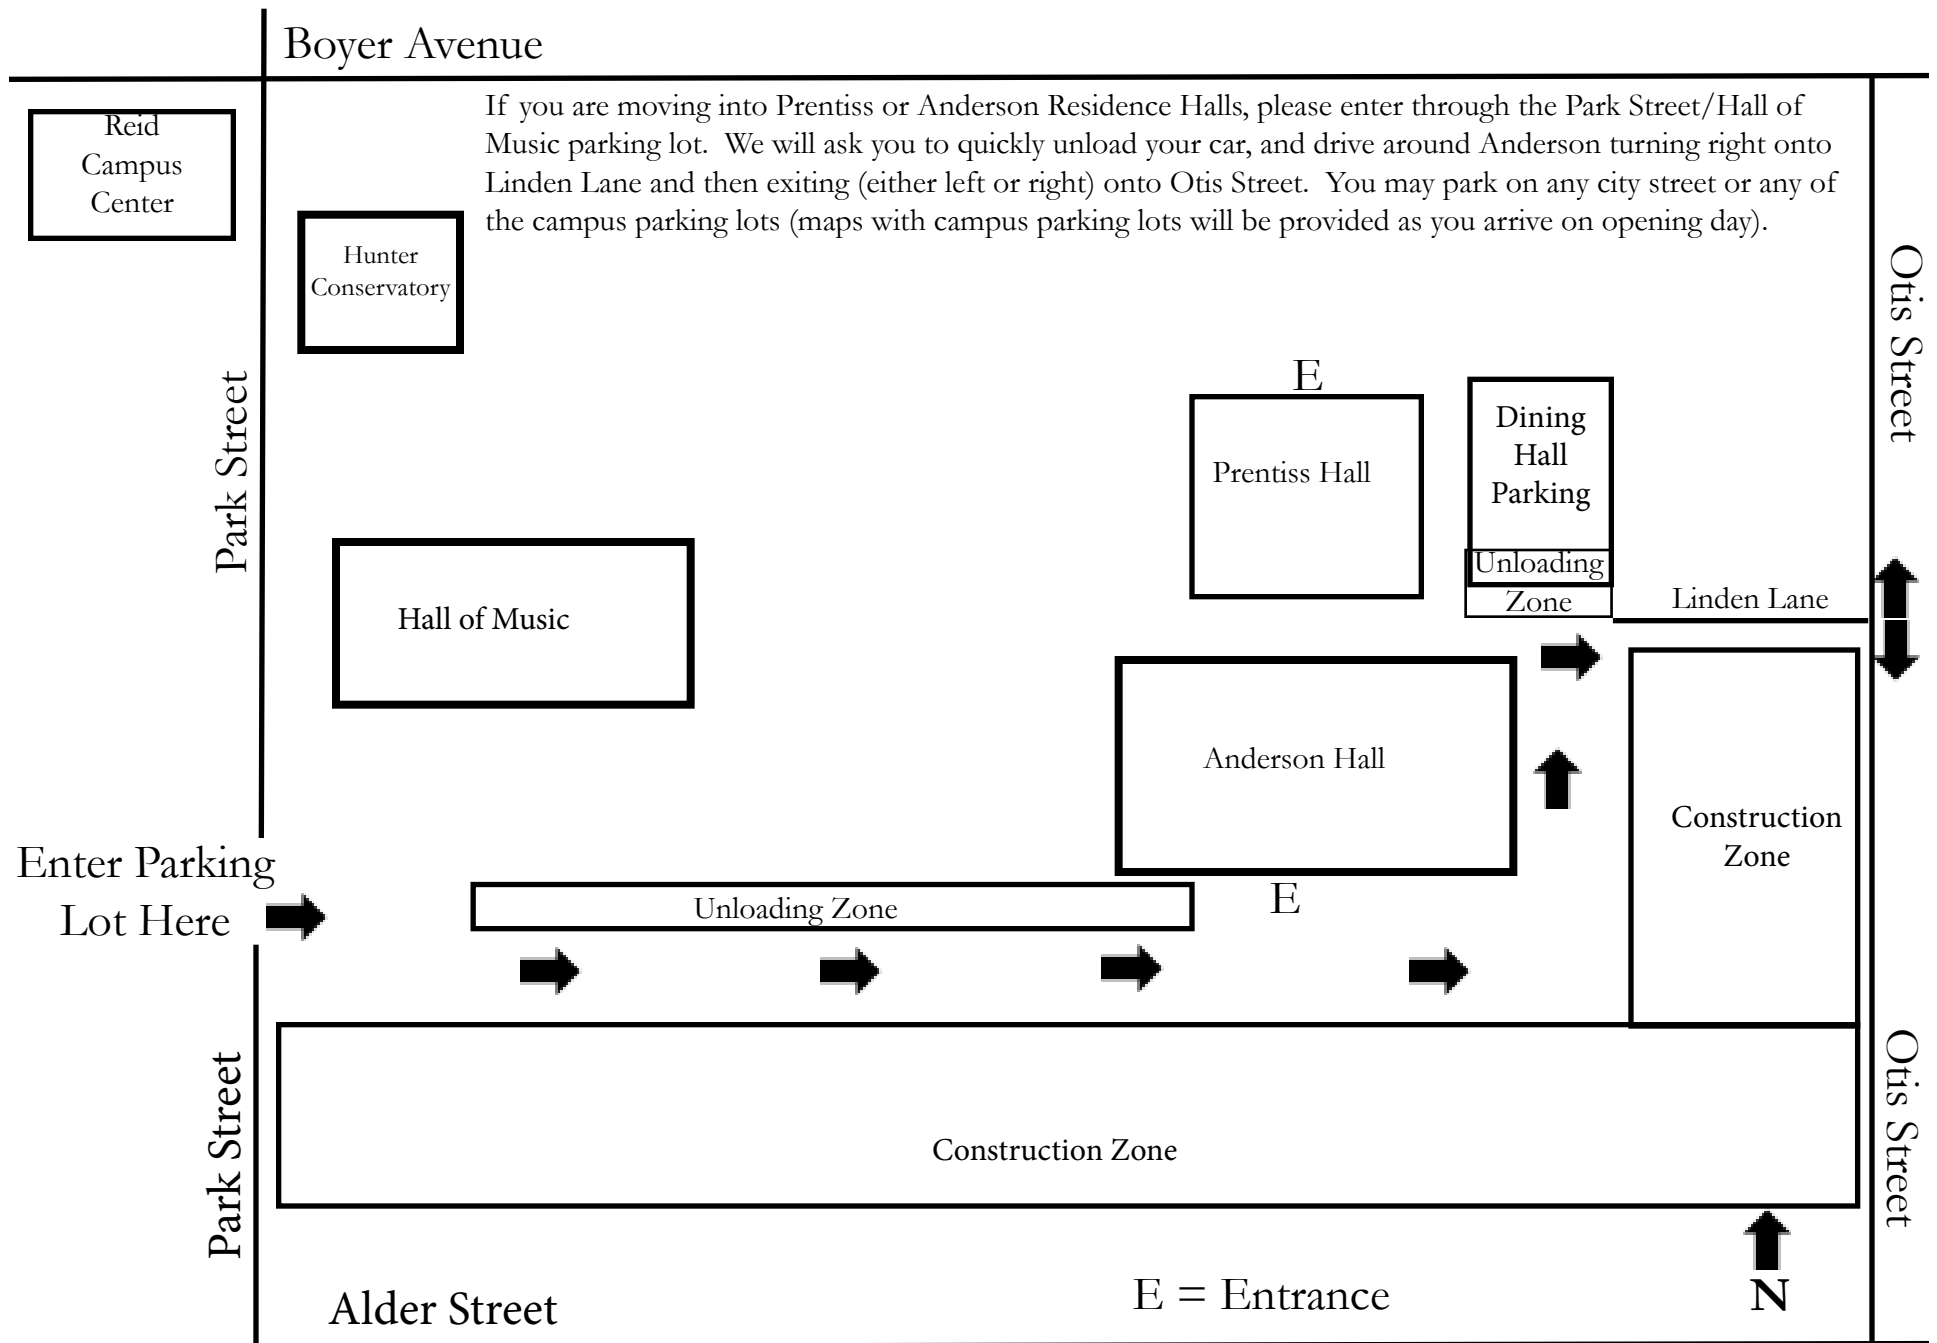 Boyer Avenue
If you are moving into Prentiss or Anderson Residence Halls, please enter through the Park Street/Hall of
Music parking lot. We will ask you to quickly unload your car, and drive around Anderson turning right onto
Linden Lane and then exiting (either left or right) onto Otis Street. You may park on any city street or any of
the campus parking lots (maps with campus parking lots will be provided as you arrive on opening day).
Reid
Campus
Center
Hunter
Conservatory
Otis Street
Park Street
E
Prentiss Hall
Dining
Hall
Parking
Unloading
Zone
Linden Lane
Hall of Music
Anderson Hall
Construction
Zone
Enter Parking
Lot Here
Unloading Zone
E
Park Street
Construction Zone
Otis Street
Alder Street
E = Entrance
N